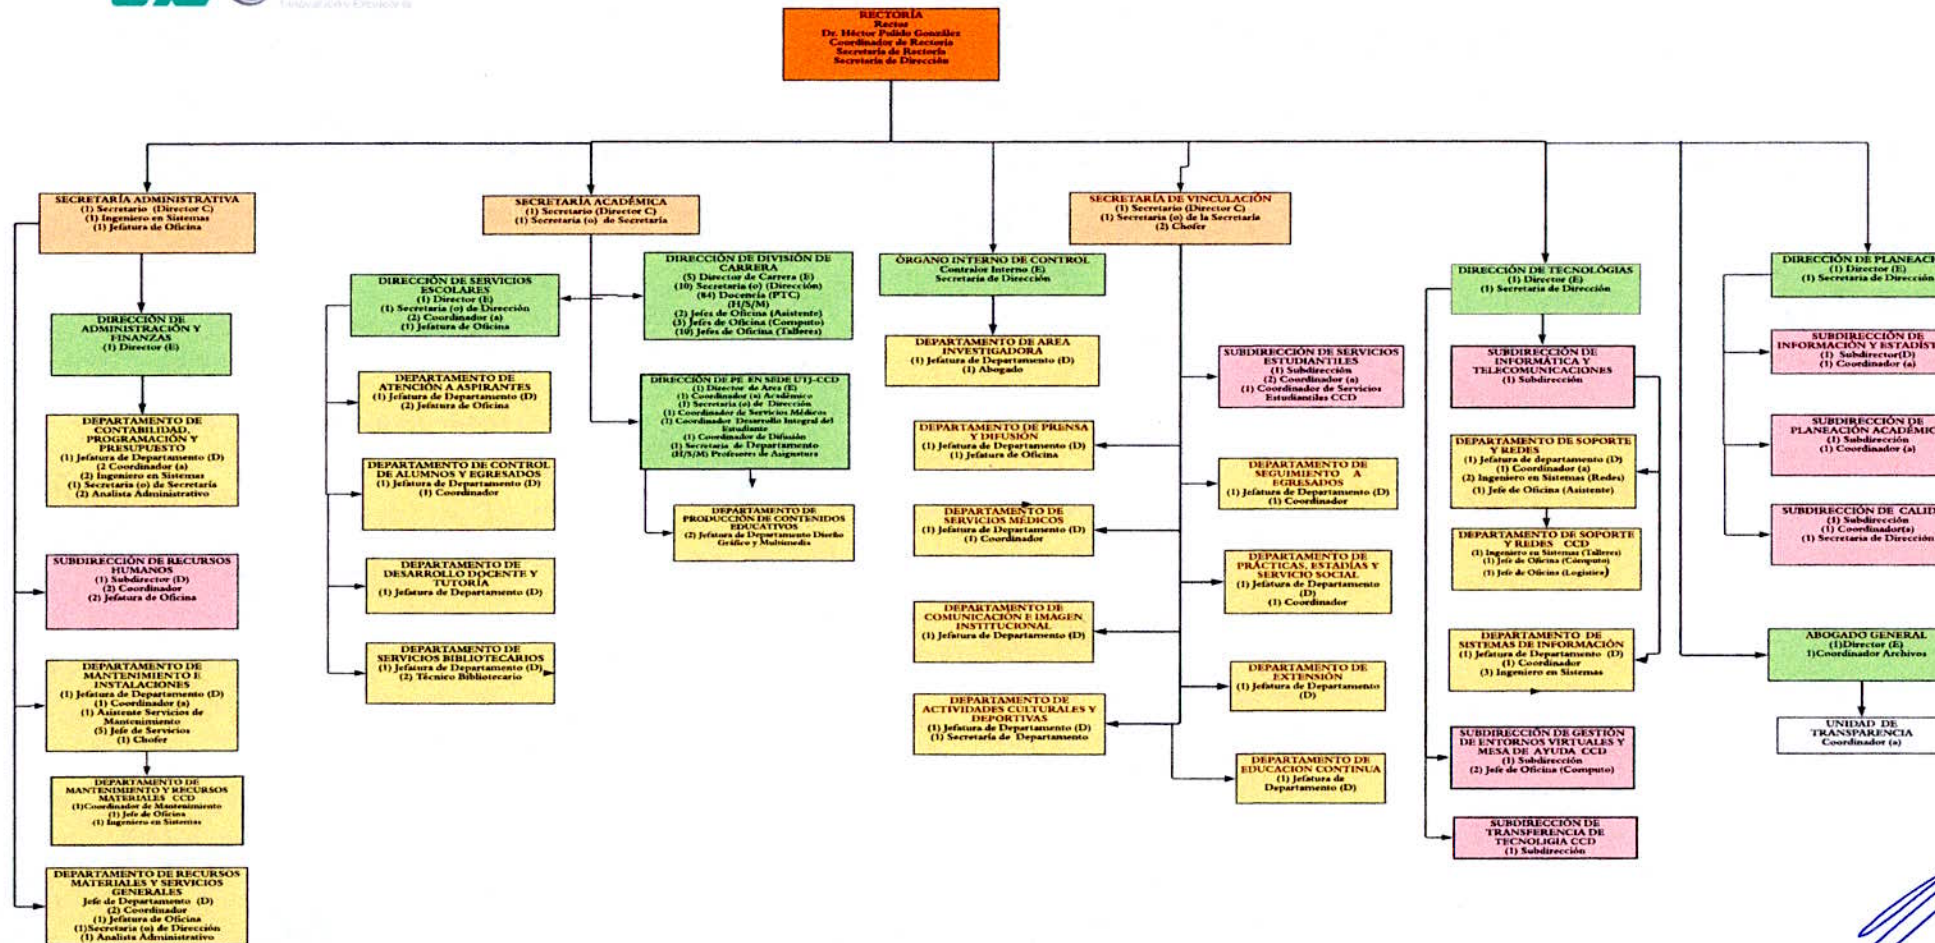 RECTORÍA
Rector
Dr. Héctor Pulido González
Coordinador de Rectoría
Secretaría de Rectoría
Secretaría de Dirección
SECRETARÍA ADMINISTRATIVA
(1) Secretario (Director C)
(1) Ingeniero en Sistemas
(1) Jefatura de Oficina
DIRECCIÓN DE
ADMINISTRACIÓN Y
FINANZAS
(1) Director (E)
DEPARTAMENTO DE
CONTABILIDAD,
PROGRAMACIÓN Y
PRESUPUESTO
(1) Jefatura de Departamento (D)
(2 Coordinador (a)
(2) Ingeniero en Sistemas
(1) Secretaria (o) de Secretaría
(2) Analista Administrativo
SUBDIRECCIÓN DE RECURSOS
HUMANOS
(1) Subdirector (D)
(2) Coordinador
(2) Jefatura de Oficina
DEPARTAMENTO DE
MANTENIMIENTO E
INSTALACIONES
(1) Jefatura de Departamento (D)
(1) Coordinador (a)
(1) Asistente Servicios de
Mantenimiento
(5) Jefe de Servicios
(1) Chofer
DEPARTAMENTO DE
MANTENIMIENTO Y RECURSOS
MATERIALES CCD
(1)Coordinador de Mantenimiento
(1) Jefe de Oficina
(1) Ingeniero en Sistemas
DEPARTAMENTO DE RECURSOS
MATERIALES Y SERVICIOS
GENERALES
Jefe de Departamento (D)
(2) Coordinador
(1) Jefatura de Oficina
(1)Secretaria (o) de Dirección
(1) Analista Administrativo
SECRETARÍA ACADÉMICA
(1) Secretario (Director C)
(1) Secretaria (o) de Secretaría
DIRECCIÓN DE SERVICIOS
ESCOLARES
(1) Director (E)
(1) Secretaria (o) de Dirección
(2) Coordinador (a)
(1) Jefatura de Oficina
DEPARTAMENTO DE
ATENCIÓN A ASPIRANTES
(1) Jefatura de Departamento (D)
(2) Jefatura de Oficina
DEPARTAMENTO DE CONTROL
DE ALUMNOS Y EGRESADOS
(1) Jefatura de Departamento (D)
(1) Coordinador
DEPARTAMENTO DE
DESARROLLO DOCENTE Y
TUTORÍA
(1) Jefatura de Departamento (D)
DEPARTAMENTO DE
SERVICIOS BIBLIOTECARIOS
(1) Jefatura de Departamento (D)
(2) Técnico Bibliotecario
DIRECCIÓN DE DIVISIÓN DE
CARRERA
(5) Director de Carrera (E)
(10) Secretaria (o) (Dirección)
(84) Docencia (PTC)
(H/S/M)
(2) Jefes de Oficina (Asistente)
Jefes de Oficina (Computo)
(10) Jefes de Oficina (Talleres)
DIRECCIÓN DE PE EN SEDE UTJ-CCD
(1) Director de Area (E)
(1) Coordinador (a) Académico
(1) Secretaria (o) de Dirección
(1) Coordinador de Servicios Médicos
(1) Coordinador Desarrollo Integral del
Estudiante
(1) Coordinador de Difusión
(1) Secretaria de Departamento
(H/S/M) Profesores de Asignatura
DEPARTAMENTO DE
PRODUCCIÓN DE CONTENIDOS
EDUCATIVOS
(2) Jefatura de Departamento Diseño
Gráfico y Multimedia
ÓRGANO INTERNO DE CONTROL
Contralor Interno (E)
Secretaria de Dirección
DEPARTAMENTO DE AREA
INVESTIGADORA
(1) Jefatura de Departamento (D)
(1) Abogado
SECRETARÍA DE VINCULACIÓN
(1) Secretario (Director C)
(1) Secretaria (o) de la Secretaría
(2) Chofer
DEPARTAMENTO DE PRENSA
Y DIFUSIÓN
(1) Jefatura de Departamento (D)
(1) Jefatura de Oficina
DEPARTAMENTO DE
SERVICIOS MÉDICOS
(1) Jefatura de Departamento (D)
(1) Coordinador
DEPARTAMENTO DE
COMUNICACIÓN E IMAGEN
INSTITUCIONAL
(1) Jefatura de Departamento (D)
DEPARTAMENTO DE
ACTIVIDADES CULTURALES Y
DEPORTIVAS
(1) Jefatura de Departamento (D)
(1) Secretaría de Departamento
SUBDIRECCIÓN DE SERVICIOS
ESTUDIANTILES
(1) Subdirección
(2) Coordinador (a)
(1) Coordinador de Servicios
Estudiantiles CCD
DEPARTAMENTO DE
SEGUIMIENTO A
EGRESADOS
(1) Jefatura de Departamento (D)
(1) Coordinador
DEPARTAMENTO DE
PRÁCTICAS, ESTADÍAS Y
SERVICIO SOCIAL
(1) Jefatura de Departamento
(D)
(1) Coordinador
DEPARTAMENTO DE
EXTENSIÓN
(1) Jefatura de Departamento
(D)
DEPARTAMENTO DE
EDUCACIÓN CONTINUA
(1) Jefatura de
Departamento (D)
DIRECCIÓN DE TECNOLÓGIAS
(1) Director (E)
(1) Secretaria de Dirección
SUBDIRECCIÓN DE
INFORMÁTICA Y
TELECOMUNICACIONES
(1) Subdirección
DEPARTAMENTO DE SOPORTE
Y REDES
(1) Jefatura de departamento (D)
(1) Coordinador (a)
(2) Ingeniero en Sistemas (Redes)
(1) Jefe de Oficina (Asistente)
DEPARTAMENTO DE SOPORTE
Y REDES CCD
(1) Ingeniero en Sistemas (Talleres)
(1) Jefe de Oficina (Cómputo)
(1) Jefe de Oficina (Logística)
DEPARTAMENTO DE
SISTEMAS DE INFORMACIÓN
(1) Jefatura de Departamento (D)
(1) Coordinador
(3) Ingeniero en Sistemas
SUBDIRECCIÓN DE GESTIÓN
DE ENTORNOS VIRTUALES Y
MESA DE AYUDA CCD
(1) Subdirección
(2) Jefe de Oficina (Computo)
SUBDIRECCIÓN DE
TRANSFERENCIA DE
TECNOLIGIA CCD
(1) Subdirección
DIRECCIÓN DE PLANEACI
(1) Director (E)
(1) Secretaria de Dirección
SUBDIRECCIÓN DE
INFORMACIÓN Y ESTADÍST
(1) Subdirector(D)
(1) Coordinador (a)
SUBDIRECCIÓN DE
PLANEACIÓN ACADÉMIC
(1) Subdirección
(1) Coordinador (a)
SUBDIRECCIÓN DE CALID
(1) Subdirección
(1) Coordinador(a)
(1) Secretaria de Dirección
ABOGADO GENERAL
(1)Director (E)
1)Coordinador Archivos
UNIDAD DE
TRANSPARENCIA
Coordinador (a)